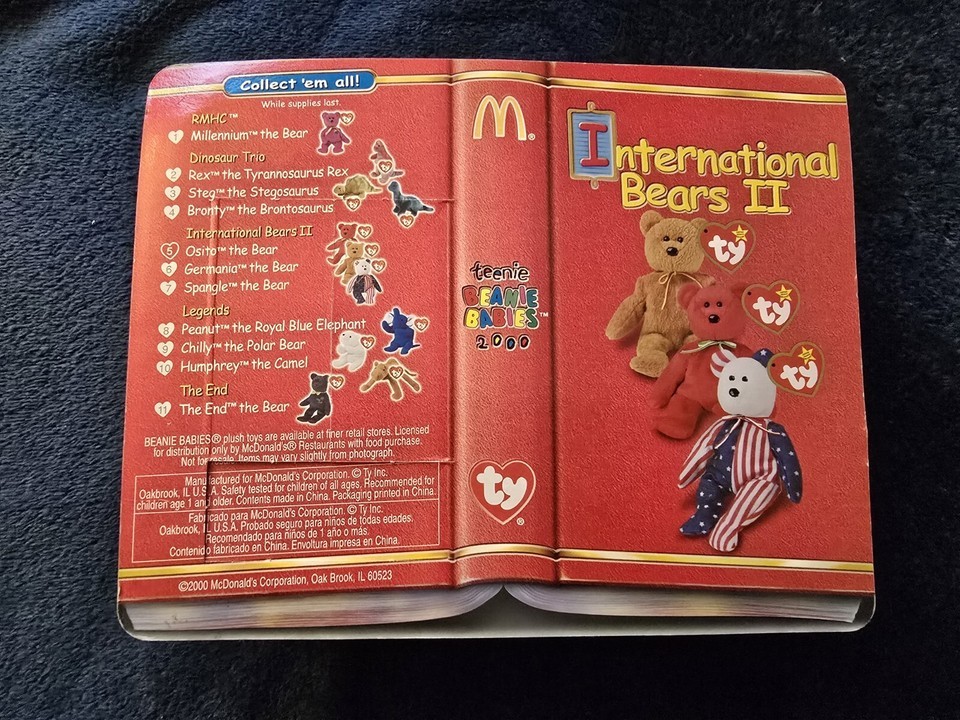 Collect 'em all!
While supplies last.
RMHC™
1 Millennium™ the Bear
Dinosaur Trio
2 Rex™ the Tyrannosaurus Rex
3 Steg™ the Stegosaurus
4 Bronty™ the Brontosaurus
International Bears II
5 Osito™ the Bear
6 Germania™ the Bear
7 Spangle™ the Bear
Legends
8 Peanut™ the Royal Blue Elephant
9 Chilly™ the Polar Bear
10 Humphrey™ the Camel
The End
11 The End™ the Bear
BEANIE BABIES® plush toys are available at finer retail stores. Licensed
for distribution only by McDonald's® Restaurants with food purchase.
Not for resale. Items may vary slightly from photograph.
Manufactured for McDonald's Corporation. © Ty Inc.
Oakbrook, IL U.S.A. Safety tested for children of all ages. Recommended for
children age 1 and older. Contents made in China. Packaging printed in China.
Fabricado para McDonald's Corporation. © Ty Inc.
Oakbrook, IL U.S.A. Probado seguro para niños de todas edades.
Recomendado para niños de 1 año o más.
Contenido fabricado en China. Envoltura impresa en China.
©2000 McDonald's Corporation, Oak Brook, IL 60523
M®
teenie
BEANIE
BABIES™
2000
ty®
International
Bears II
ty
ty
ty